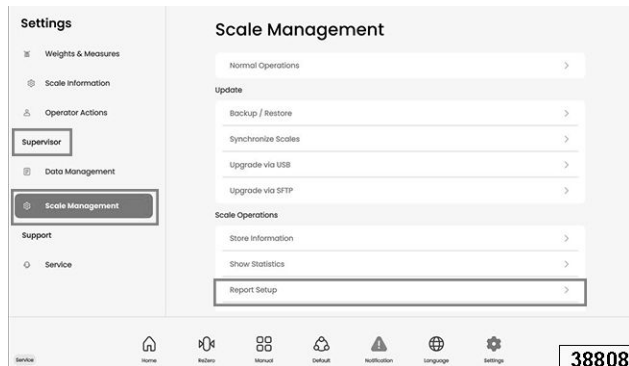 Settings
Weights & Measures
Scale Information
Operator Actions
Supervisor
Data Management
Scale Management
Support
Service
Scale Management
Normal Operations
Update
Backup / Restore
Synchronize Scales
Upgrade via USB
Upgrade via SFTP
Scale Operations
Store Information
Show Statistics
Report Setup
Service
Home
ReZero
Manual
Default
Notification
Language
Settings
38808